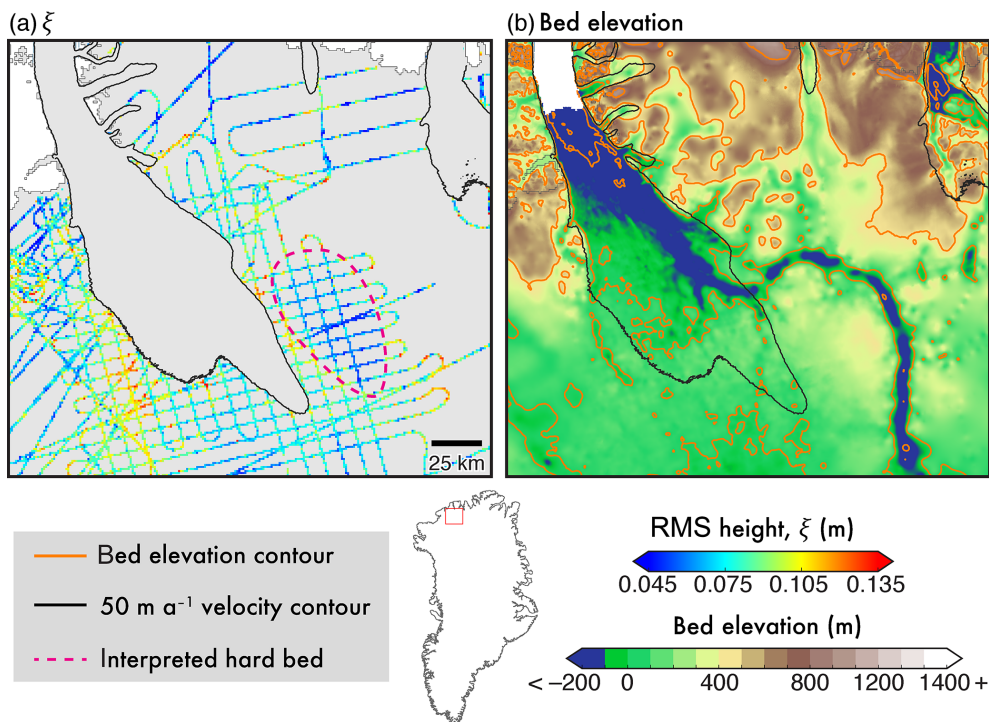 (a) ξ
(b) Bed elevation
25 km
Bed elevation contour
50 m a⁻¹ velocity contour
Interpreted hard bed
RMS height, ξ (m)
0.045 0.075 0.105 0.135
Bed elevation (m)
< −200 0 400 800 1200 1400 +